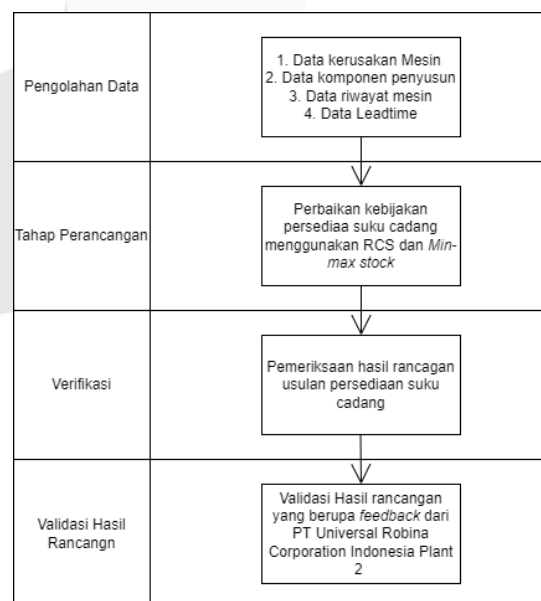 Pengolahan Data
1. Data kerusakan Mesin
2. Data komponen penyusun
3. Data riwayat mesin
4. Data Leadtime
Tahap Perancangan
Perbaikan kebijakan
persediaa suku cadang
menggunakan RCS dan Min-
max stock
Verifikasi
Pemeriksaan hasil rancagan
usulan persediaan suku
cadang
Validasi Hasil
Rancangn
Validasi Hasil rancangan
yang berupa feedback dari
PT Universal Robina
Corporation Indonesia Plant
2